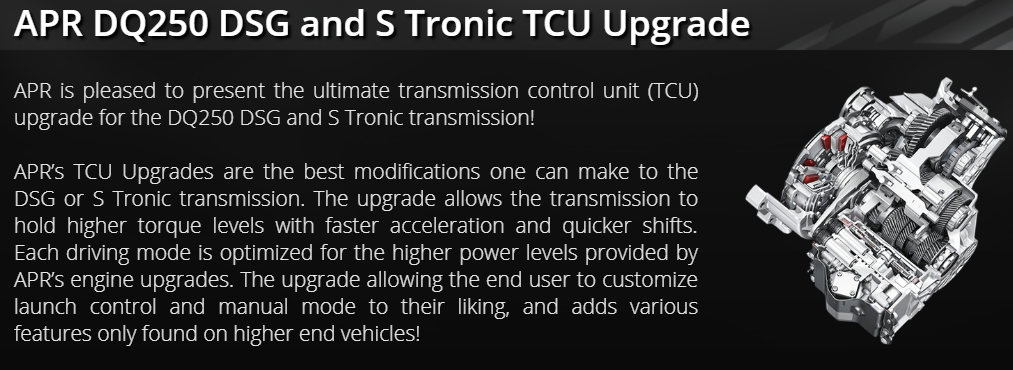 APR DQ250 DSG and S Tronic TCU Upgrade
APR is pleased to present the ultimate transmission control unit (TCU)
upgrade for the DQ250 DSG and S Tronic transmission!
APR's TCU Upgrades are the best modifications one can make to the
DSG or S Tronic transmission. The upgrade allows the transmission to
hold higher torque levels with faster acceleration and quicker shifts.
Each driving mode is optimized for the higher power levels provided by
APR's engine upgrades. The upgrade allowing the end user to customize
launch control and manual mode to their liking, and adds various
features only found on higher end vehicles!